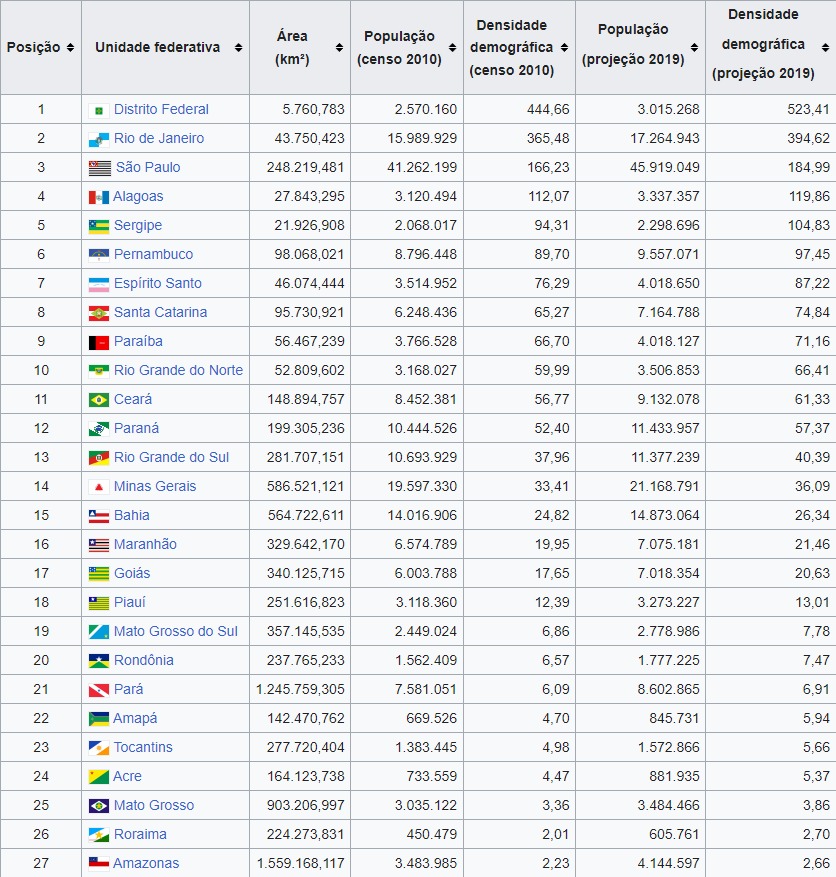 Posição Unidade federativa Área (km²) População (censo 2010) Densidade demográfica (censo 2010) População (projeção 2019) Densidade demográfica (projeção 2019)
1 Distrito Federal 5.760,783 2.570.160 444,66 3.015.268 523,41
2 Rio de Janeiro 43.750,423 15.989.929 365,48 17.264.943 394,62
3 São Paulo 248.219,481 41.262.199 166,23 45.919.049 184,99
4 Alagoas 27.843,295 3.120.494 112,07 3.337.357 119,86
5 Sergipe 21.926,908 2.068.017 94,31 2.298.696 104,83
6 Pernambuco 98.068,021 8.796.448 89,70 9.557.071 97,45
7 Espírito Santo 46.074,444 3.514.952 76,29 4.018.650 87,22
8 Santa Catarina 95.730,921 6.248.436 65,27 7.164.788 74,84
9 Paraíba 56.467,239 3.766.528 66,70 4.018.127 71,16
10 Rio Grande do Norte 52.809,602 3.168.027 59,99 3.506.853 66,41
11 Ceará 148.894,757 8.452.381 56,77 9.132.078 61,33
12 Paraná 199.305,236 10.444.526 52,40 11.433.957 57,37
13 Rio Grande do Sul 281.707,151 10.693.929 37,96 11.377.239 40,39
14 Minas Gerais 586.521,121 19.597.330 33,41 21.168.791 36,09
15 Bahia 564.722,611 14.016.906 24,82 14.873.064 26,34
16 Maranhão 329.642,170 6.574.789 19,95 7.075.181 21,46
17 Goiás 340.125,715 6.003.788 17,65 7.018.354 20,63
18 Piauí 251.616,823 3.118.360 12,39 3.273.227 13,01
19 Mato Grosso do Sul 357.145,535 2.449.024 6,86 2.778.986 7,78
20 Rondônia 237.765,233 1.562.409 6,57 1.777.225 7,47
21 Pará 1.245.759,305 7.581.051 6,09 8.602.865 6,91
22 Amapá 142.470,762 669.526 4,70 845.731 5,94
23 Tocantins 277.720,404 1.383.445 4,98 1.572.866 5,66
24 Acre 164.123,738 733.559 4,47 881.935 5,37
25 Mato Grosso 903.206,997 3.035.122 3,36 3.484.466 3,86
26 Roraima 224.273,831 450.479 2,01 605.761 2,70
27 Amazonas 1.559.168,117 3.483.985 2,23 4.144.597 2,66